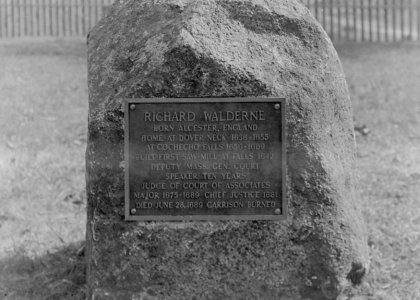 RICHARD WALDERNE
BORN ALCESTER, ENGLAND
HOME AT DOVER NECK 1635-1655
AT COCHECHO FALLS 1655-1689
BUILT FIRST SAW MILL AT FALLS 1642
DEPUTY MASS. GEN. COURT
SPEAKER TEN YEARS
JUDGE OF COURT OF ASSOCIATES
MAJOR 1675-1689 CHIEF JUSTICE 1681
DIED JUNE 28, 1689 GARRISON BURNED